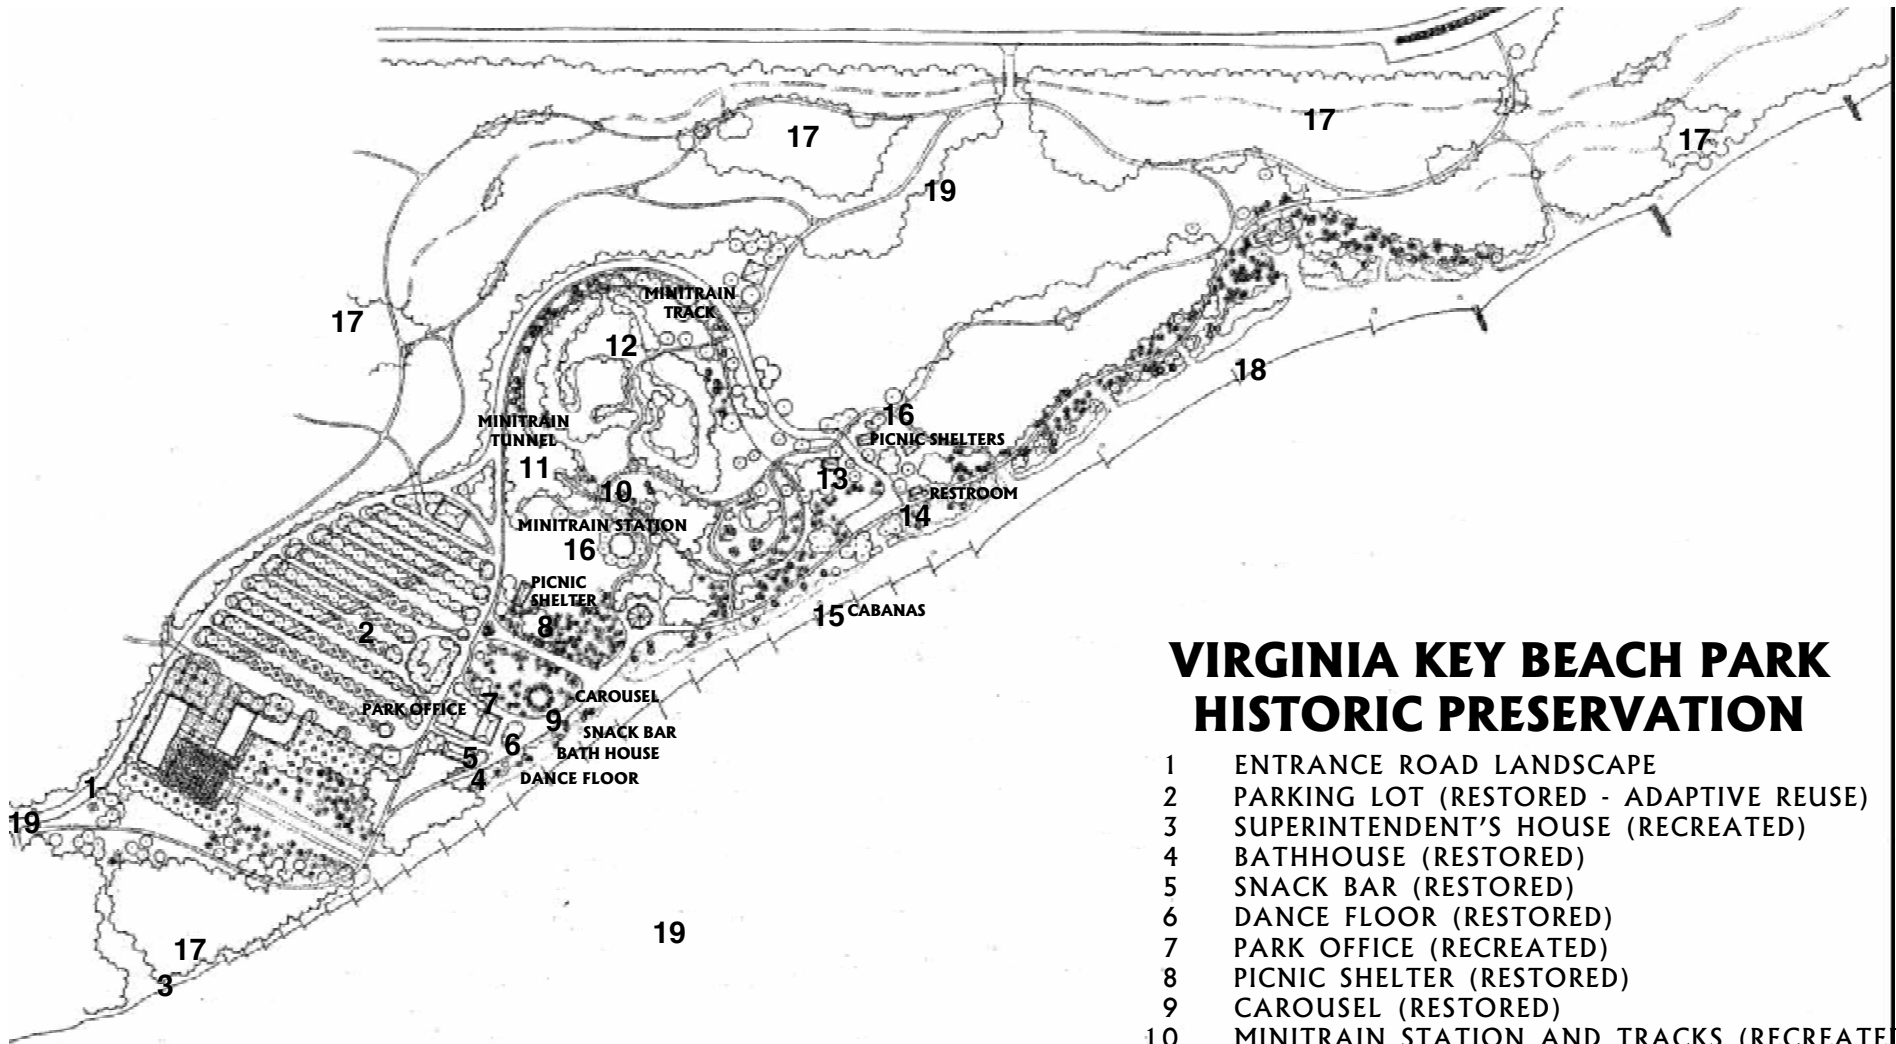 17
17
17
19
MINITRAIN
TRACK
17
12
18
16
MINITRAIN
TUNNEL
PICNIC SHELTERS
11
13
10
RESTROOM
14
MINITRAIN STATION
16
PICNIC
SHELTER
15 CABANAS
8
2
CAROUSEL
7
PARK OFFICE
9
SNACK BAR
6
BATH HOUSE
5
4
DANCE FLOOR
1
19
19
17
3
VIRGINIA KEY BEACH PARK
HISTORIC PRESERVATION
1 ENTRANCE ROAD LANDSCAPE
2 PARKING LOT (RESTORED - ADAPTIVE REUSE)
3 SUPERINTENDENT'S HOUSE (RECREATED)
4 BATHHOUSE (RESTORED)
5 SNACK BAR (RESTORED)
6 DANCE FLOOR (RESTORED)
7 PARK OFFICE (RECREATED)
8 PICNIC SHELTER (RESTORED)
9 CAROUSEL (RESTORED)
10 MINITRAIN STATION AND TRACKS